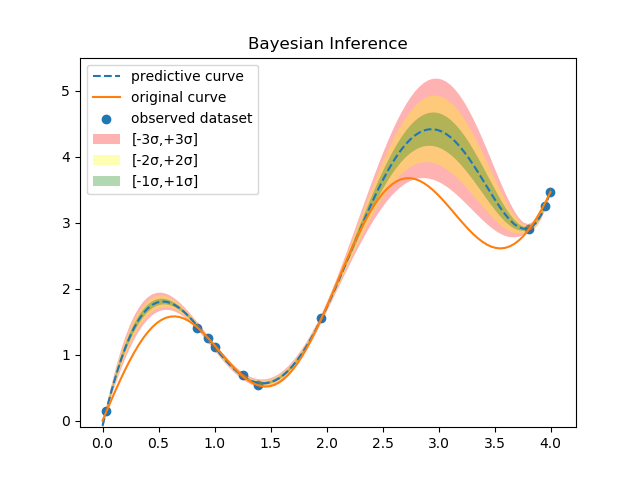 Bayesian Inference
predictive curve
original curve
observed dataset
[-3σ,+3σ]
[-2σ,+2σ]
[-1σ,+1σ]
5
4
3
2
1
0
0.0 0.5 1.0 1.5 2.0 2.5 3.0 3.5 4.0